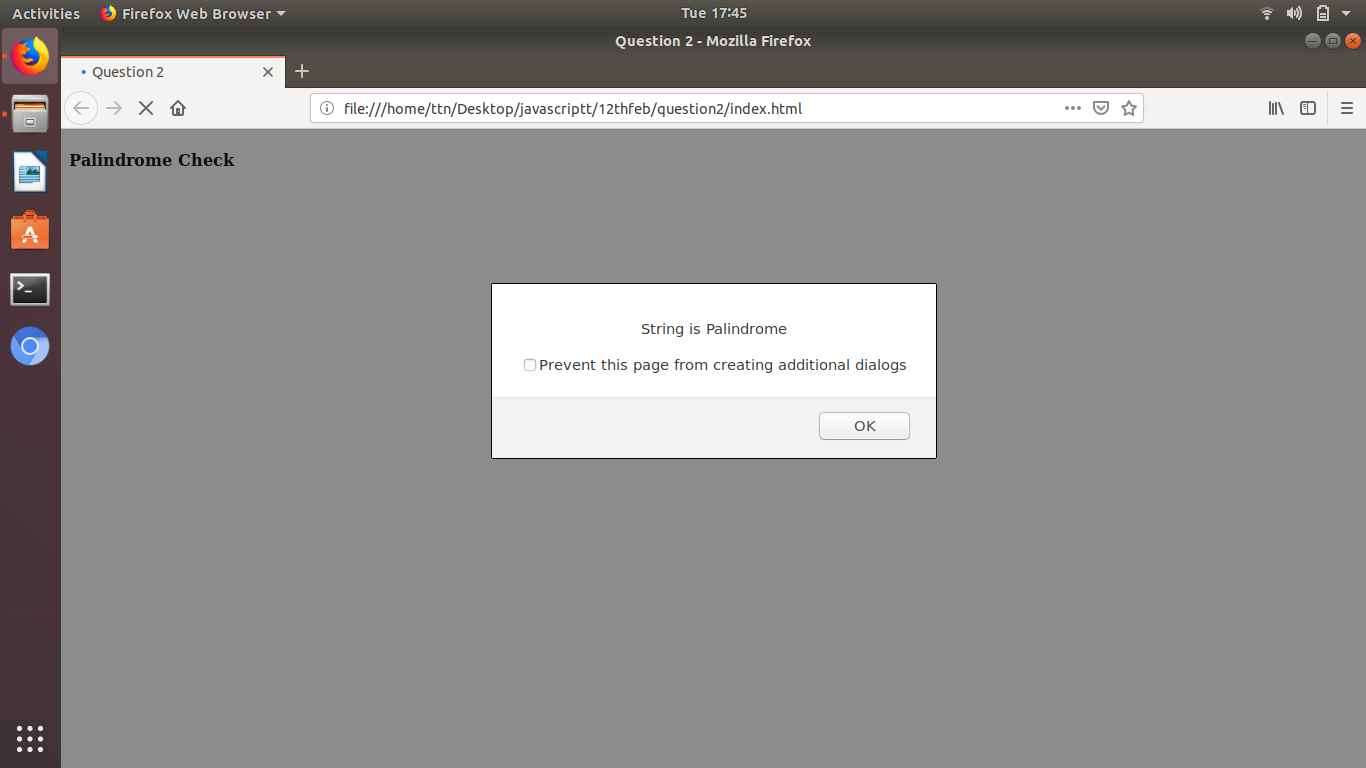 Activities Firefox Web Browser Tue 17:45
Question 2 - Mozilla Firefox
• Question 2
file:///home/ttn/Desktop/javascriptt/12thfeb/question2/index.html
Palindrome Check
String is Palindrome
Prevent this page from creating additional dialogs
OK